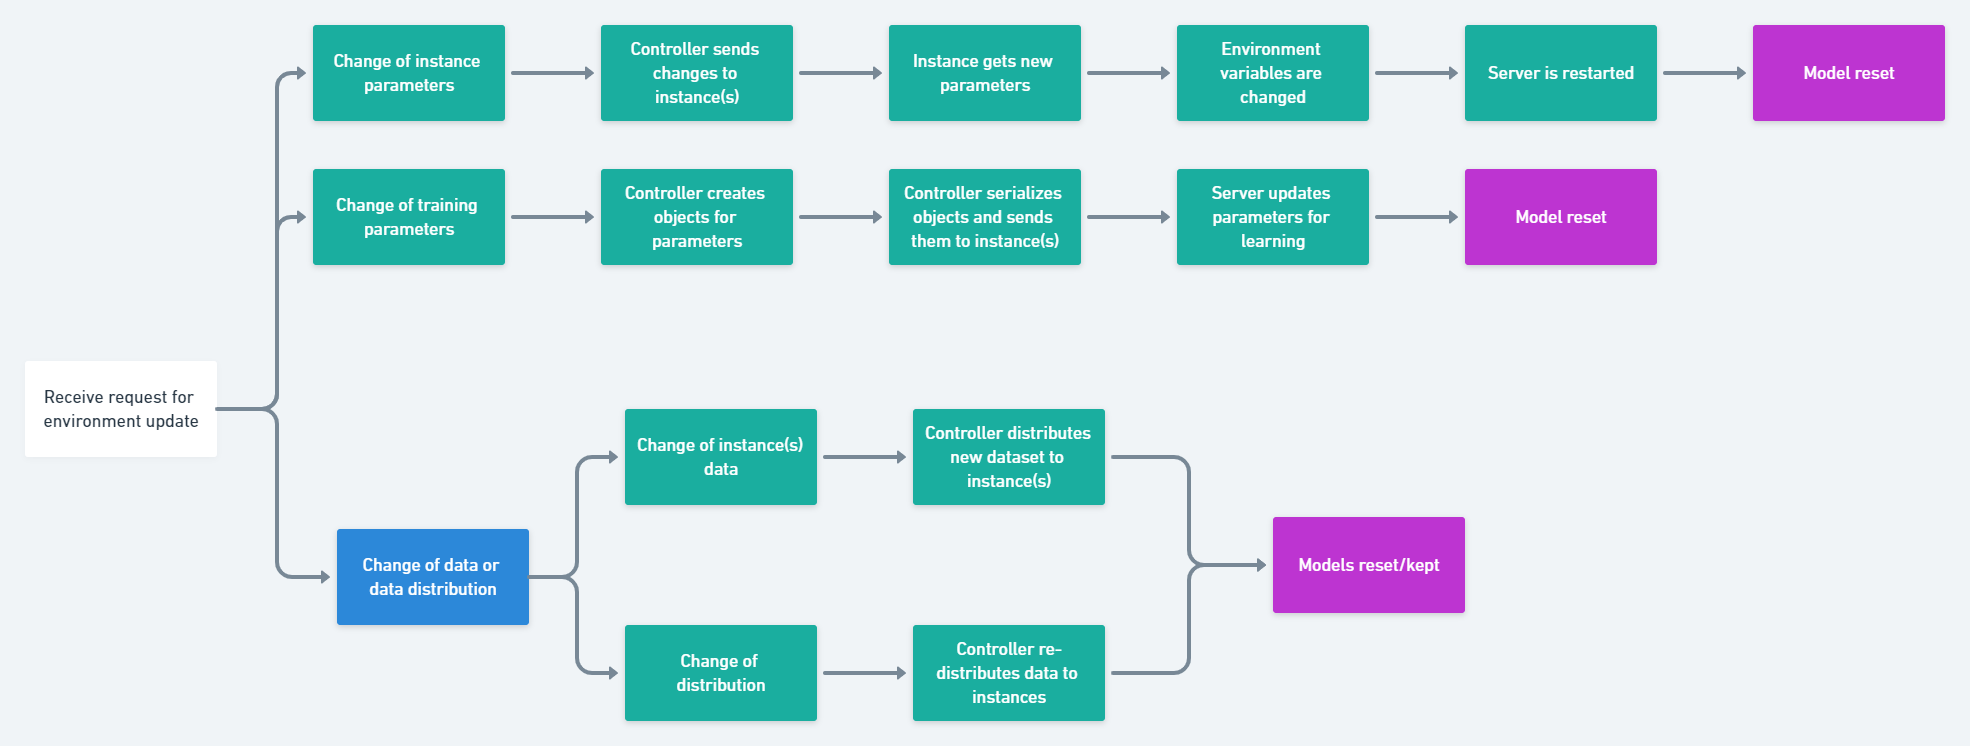 Change of instance
parameters
Controller sends
changes to
instance(s)
Instance gets new
parameters
Environment
variables are
changed
Server is restarted
Model reset
Change of training
parameters
Controller creates
objects for
parameters
Controller serializes
objects and sends
them to instance(s)
Server updates
parameters for
learning
Model reset
Receive request for
environment update
Change of data or
data distribution
Change of instance(s)
data
Controller distributes
new dataset to
instance(s)
Change of
distribution
Controller re-
distributes data to
instances
Models reset/kept